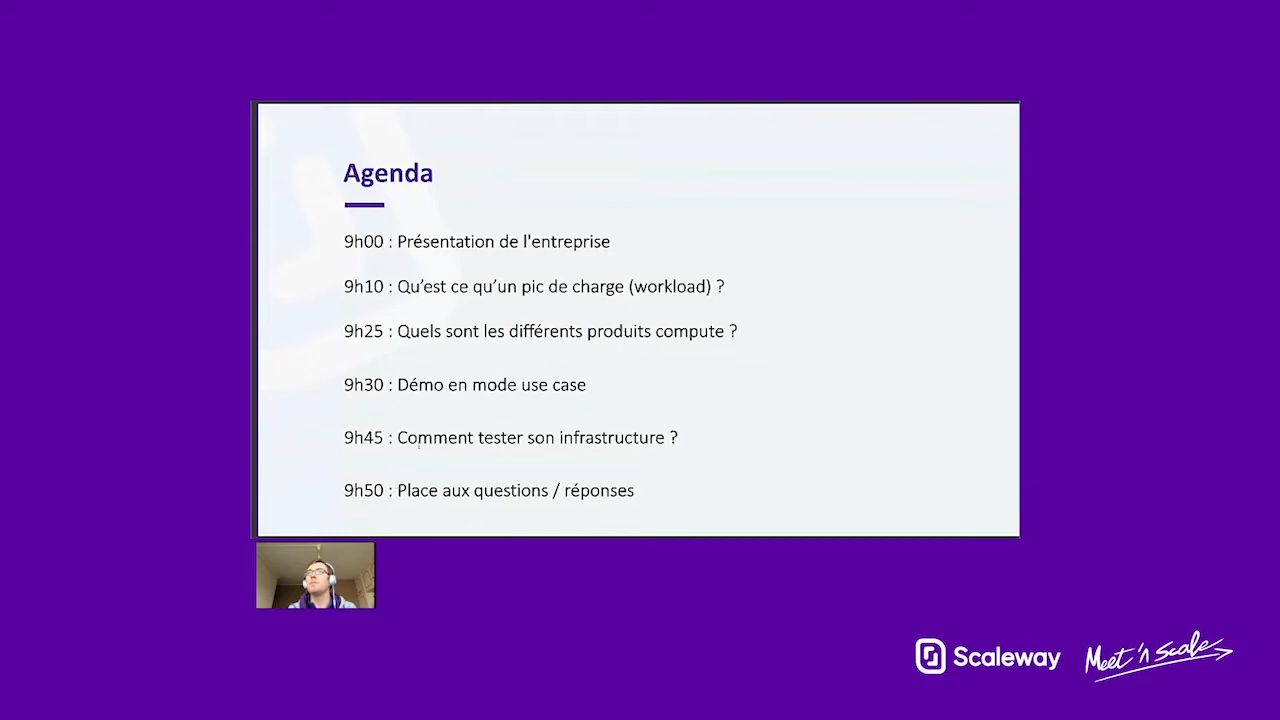 Agenda
9h00 : Présentation de l'entreprise
9h10 : Qu’est ce qu’un pic de charge (workload) ?
9h25 : Quels sont les différents produits compute ?
9h30 : Démo en mode use case
9h45 : Comment tester son infrastructure ?
9h50 : Place aux questions / réponses
Scaleway
Meet 'n Scale